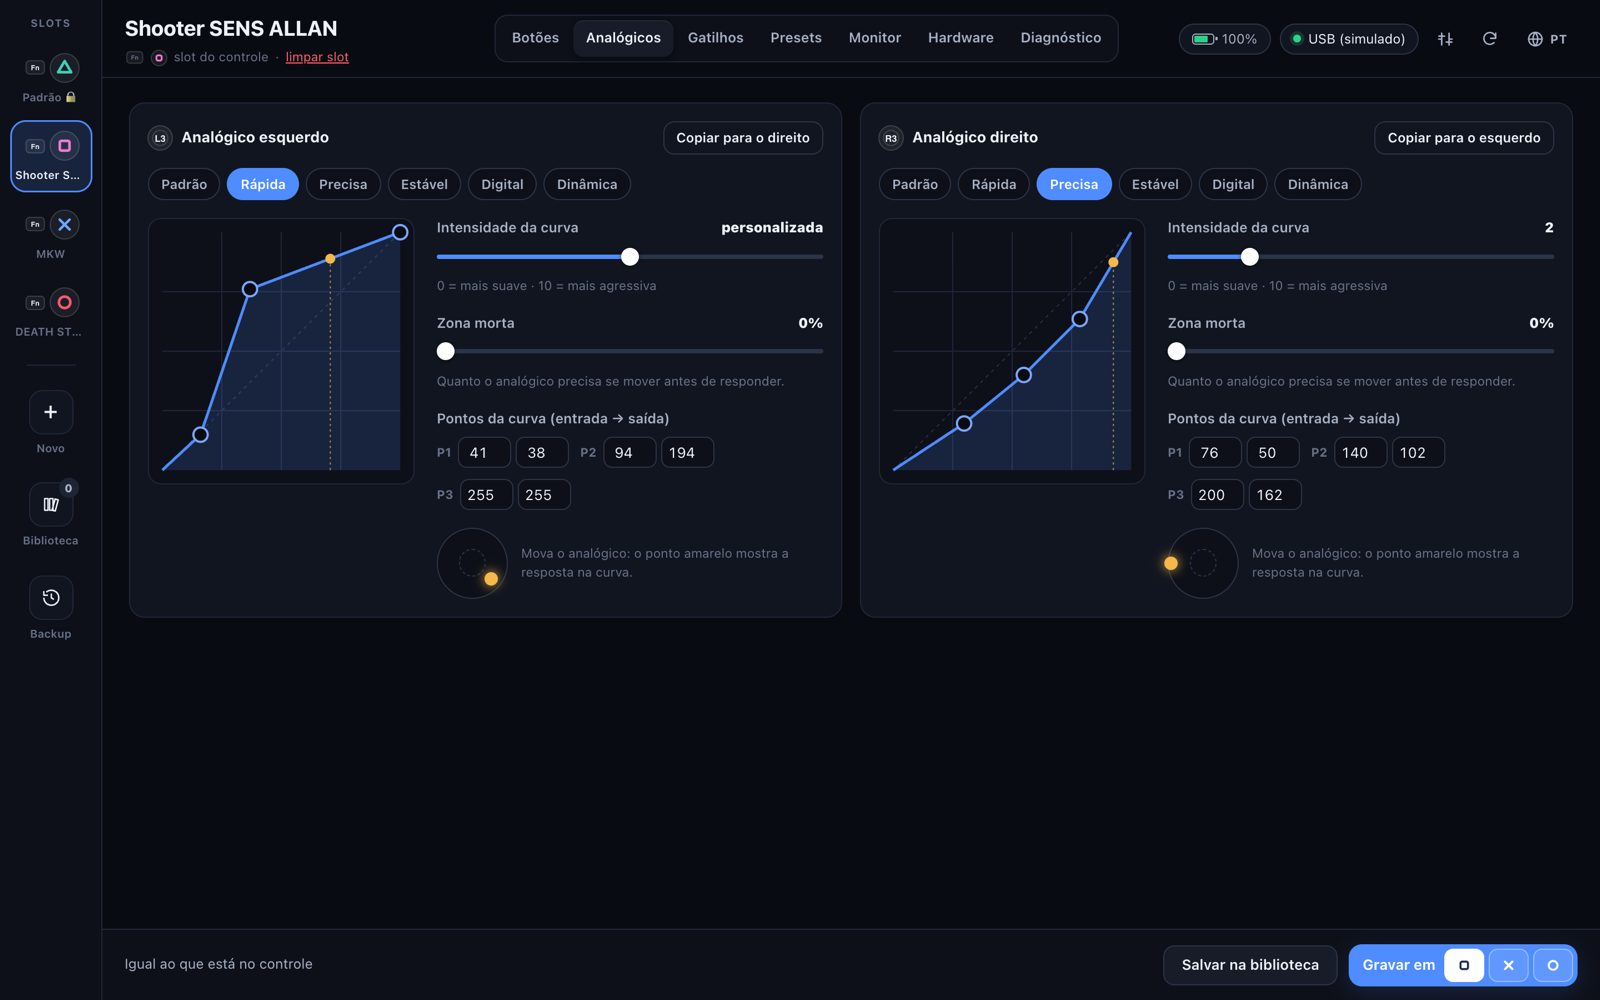 SLOTS
Fn
Padrão
Fn
Shooter S...
Fn
MKW
Fn
DEATH ST...
Novo
0
Biblioteca
Backup
Shooter SENS ALLAN
Fn slot do controle · limpar slot
Botões Analógicos Gatilhos Presets Monitor Hardware Diagnóstico
100% USB (simulado) PT
L3 Analógico esquerdo Copiar para o direito
Padrão Rápida Precisa Estável Digital Dinâmica
Intensidade da curva personalizada
0 = mais suave · 10 = mais agressiva
Zona morta 0%
Quanto o analógico precisa se mover antes de responder.
Pontos da curva (entrada → saída)
P1 41 38 P2 94 194
P3 255 255
Mova o analógico: o ponto amarelo mostra a
resposta na curva.
R3 Analógico direito Copiar para o esquerdo
Padrão Rápida Precisa Estável Digital Dinâmica
Intensidade da curva 2
0 = mais suave · 10 = mais agressiva
Zona morta 0%
Quanto o analógico precisa se mover antes de responder.
Pontos da curva (entrada → saída)
P1 76 50 P2 140 102
P3 200 162
Mova o analógico: o ponto amarelo mostra a
resposta na curva.
Igual ao que está no controle
Salvar na biblioteca
Gravar em